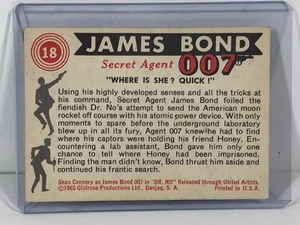 18
JAMES BOND
Secret Agent 007
"WHERE IS SHE? QUICK!"
Using his highly developed senses and all the tricks at
his command, Secret Agent James Bond foiled the
fiendish Dr. No's attempt to send the American moon
rocket off course with his atomic power device. With only
moments to spare before the underground laboratory
blew up in all its fury, Agent 007 knew he had to find
where his captors were holding his friend Honey. En-
countering a lab assistant, Bond gave him only one
chance to tell where Honey had been imprisoned.
Finding the man didn't know, Bond thrust him aside and
continued his desperate search.
Sean Connery as James Bond 007 in "DR. NO" Released through United Artists.
©1965 Glidrose Productions Ltd., Danjaq, S. A. Printed in U.S.A.